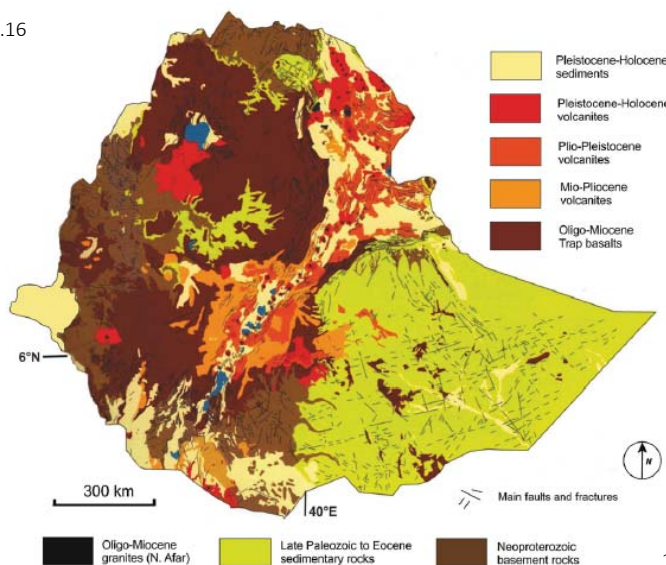 .16
Pleistocene-Holocene
sediments
Pleistocene-Holocene
volcanites
Plio-Pleistocene
volcanites
Mio-Pliocene
volcanites
Oligo-Miocene
Trap basalts
6°N
N
300 km
40°E
Main faults and fractures
Oligo-Miocene
granites (N. Afar)
Late Paleozoic to Eocene
sedimentary rocks
Neoproterozoic
basement rocks